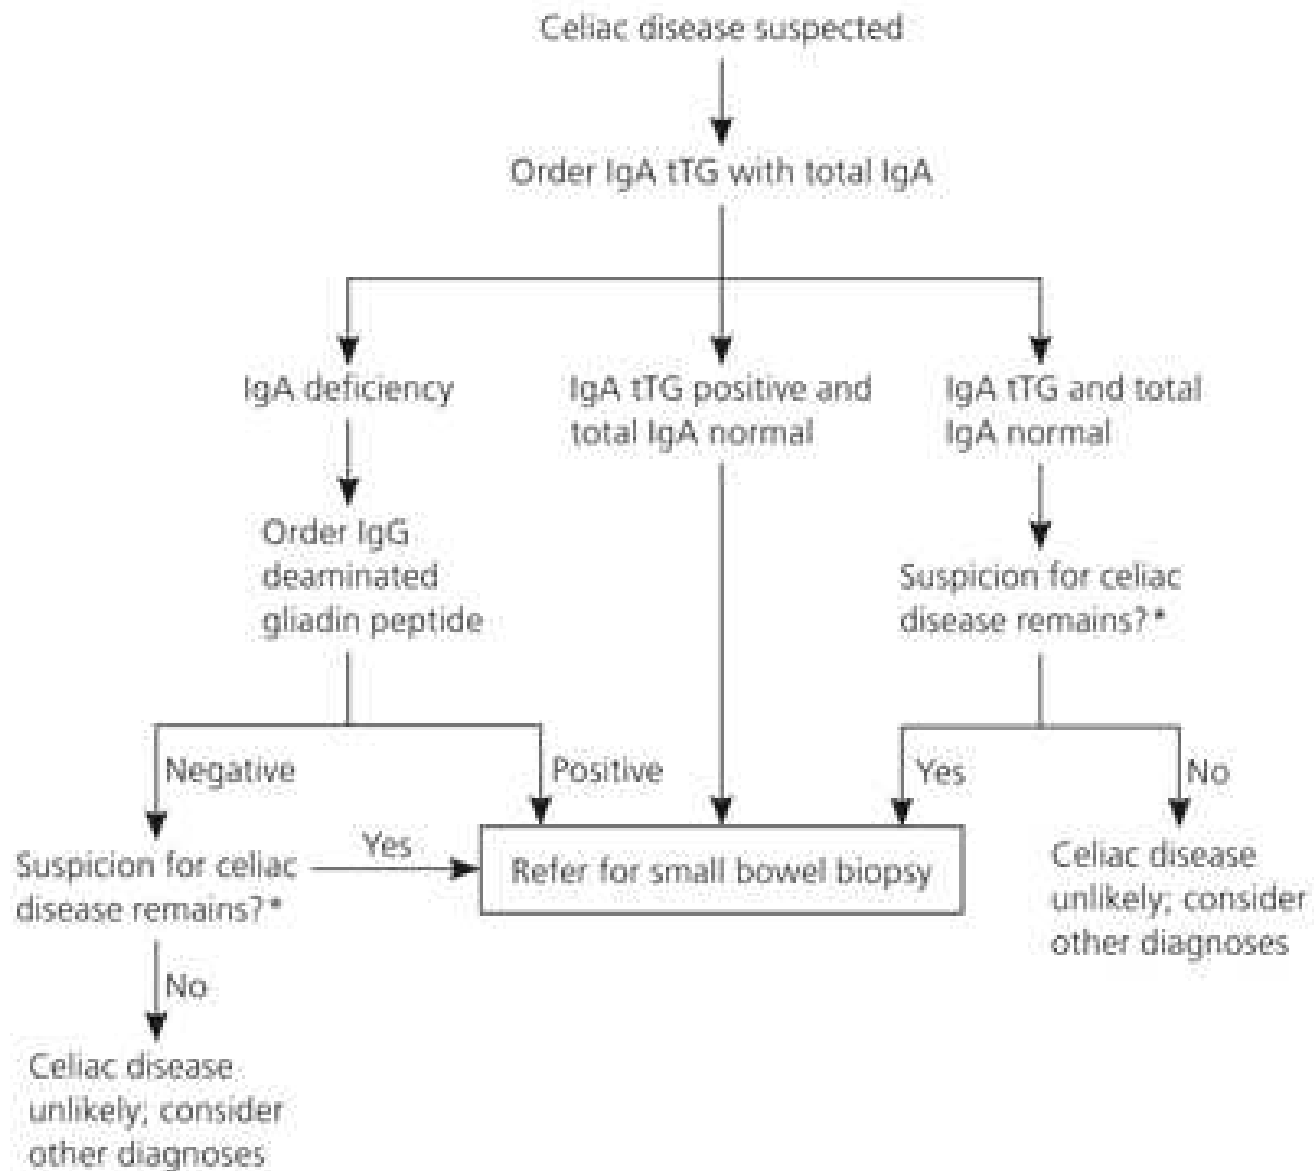 Celiac disease suspected
Order IgA tTG with total IgA
IgA deficiency
IgA tTG positive and
total IgA normal
IgA tTG and total
IgA normal
Order IgG
deaminated
gliadin peptide
Suspicion for celiac
disease remains?*
Negative
Positive
Yes
No
Suspicion for celiac
disease remains?*
Yes
Refer for small bowel biopsy
Celiac disease
unlikely; consider
other diagnoses
No
Celiac disease
unlikely; consider
other diagnoses